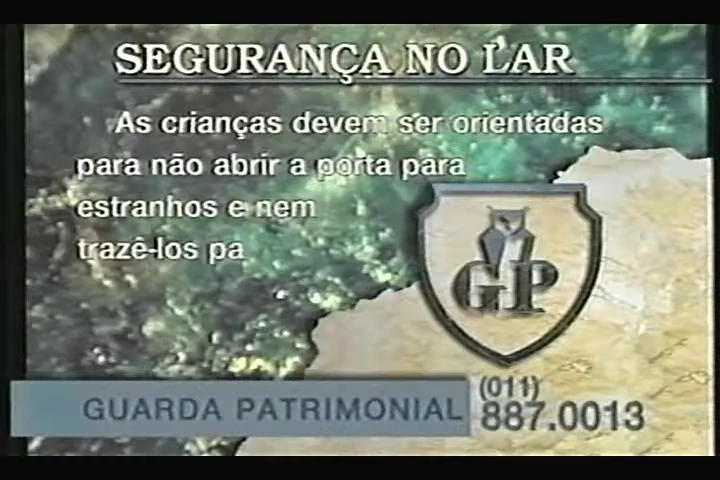 SEGURANÇA NO LAR
As crianças devem ser orientadas
para não abrir a porta para
estranhos e nem
trazê-los pa
GP
GUARDA PATRIMONIAL
(011)
887.0013